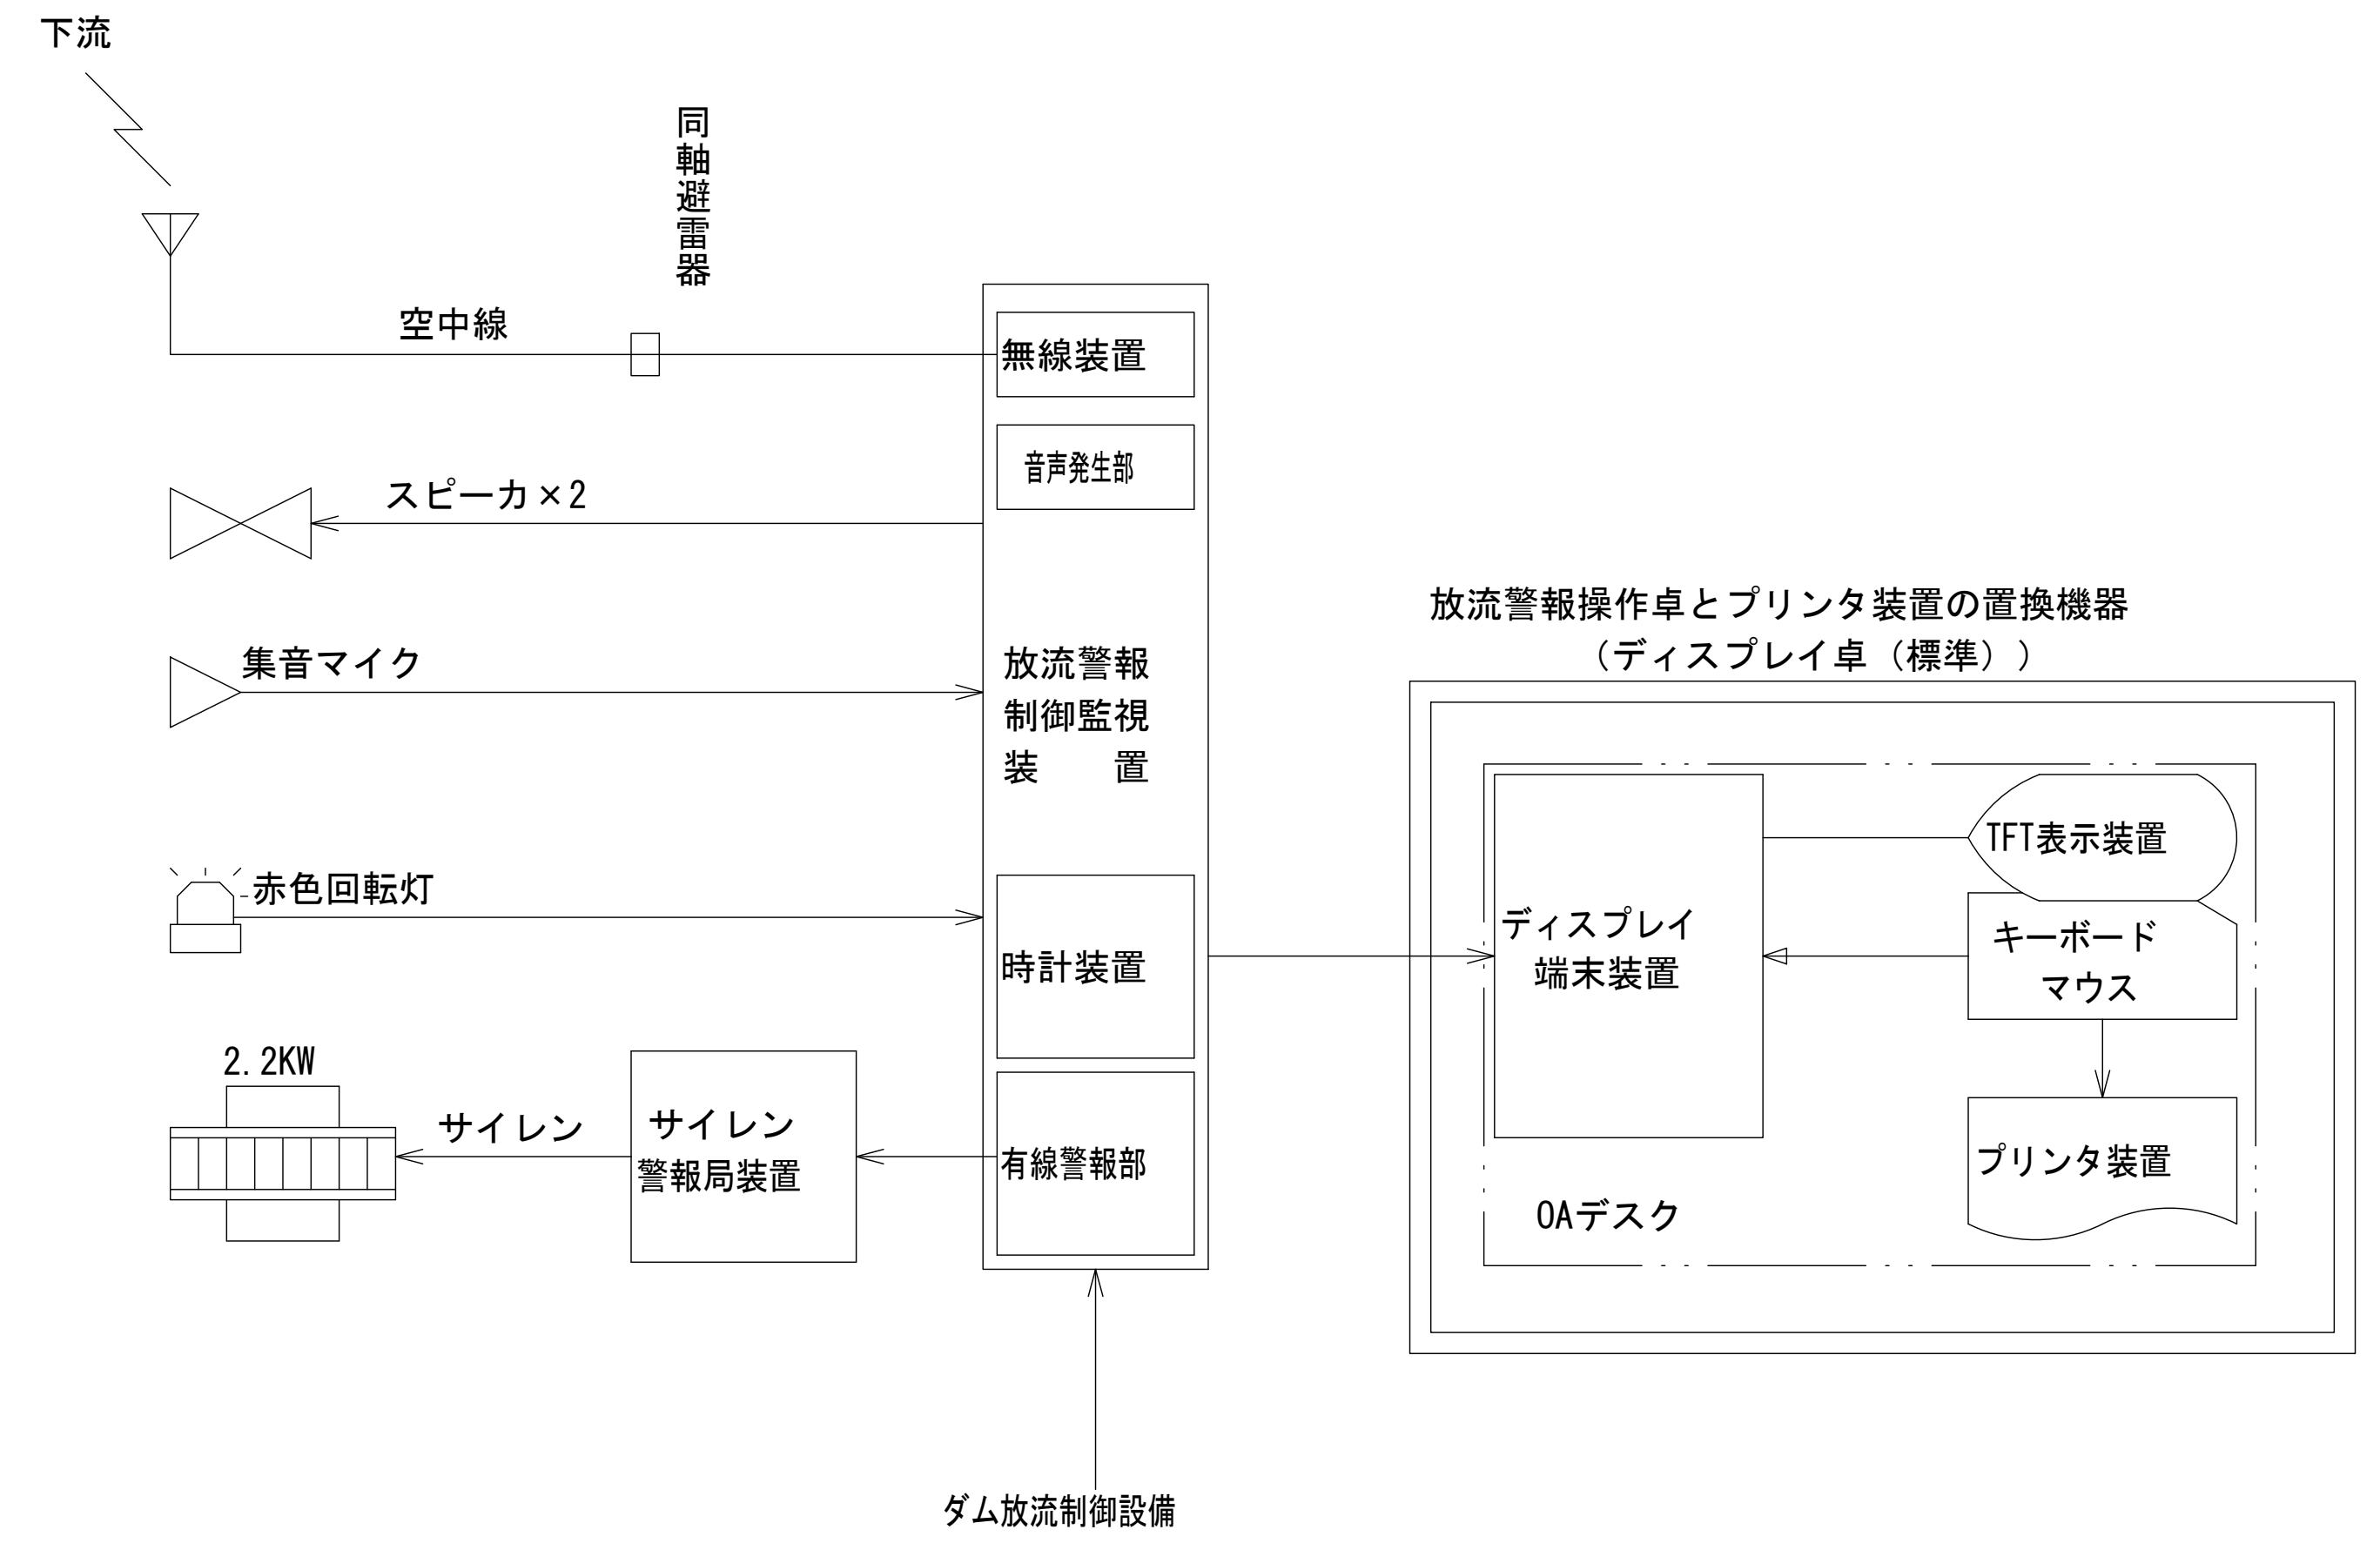 下流
同軸避雷器
空中線
無線装置
音声発生部
スピーカ×2
集音マイク
放流警報
制御監視
装　　置
赤色回転灯
時計装置
2.2KW
サイレン
サイレン
警報局装置
有線警報部
ダム放流制御設備
放流警報操作卓とプリンタ装置の置換機器
（ディスプレイ卓（標準））
ディスプレイ
端末装置
TFT表示装置
キーボード
マウス
プリンタ装置
OAデスク